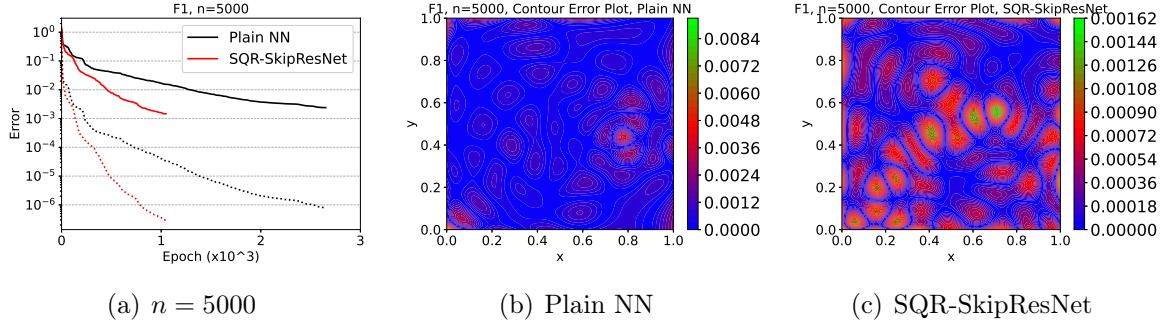 F1, n=5000
Error
10^0
10^−1
10^−2
10^−3
10^−4
10^−5
10^−6
Plain NN
SQR-SkipResNet
0 1 2 3
Epoch (x10^3)
(a) n = 5000
F1, n=5000, Contour Error Plot, Plain NN
y
1.0
0.8
0.6
0.4
0.2
0.0
0.0 0.2 0.4 0.6 0.8 1.0
x
0.0084
0.0072
0.0060
0.0048
0.0036
0.0024
0.0012
0.0000
(b) Plain NN
F1, n=5000, Contour Error Plot, SQR-SkipResNet
y
1.0
0.8
0.6
0.4
0.2
0.0
0.0 0.2 0.4 0.6 0.8 1.0
x
0.00162
0.00144
0.00126
0.00108
0.00090
0.00072
0.00054
0.00036
0.00018
0.00000
(c) SQR-SkipResNet